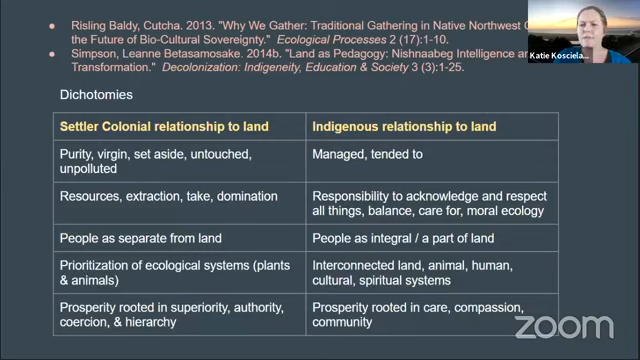 Risling Baldy, Cutcha. 2013. "Why We Gather: Traditional Gathering in Native Northwest
the Future of Bio-Cultural Sovereignty." Ecological Processes 2 (17):1-10.
Simpson, Leanne Betasamosake. 2014b. "Land as Pedagogy: Nishnaabeg Intelligence
Transformation." Decolonization: Indigeneity, Education & Society 3 (3):1-25.
Katie Kosciela
Dichotomies
Settler Colonial relationship to land
Indigenous relationship to land
Purity, virgin, set aside, untouched,
unpolluted
Managed, tended to
Resources, extraction, take, domination
Responsibility to acknowledge and respect
all things, balance, care for, moral ecology
People as separate from land
People as integral / a part of land
Prioritization of ecological systems (plants
& animals)
Interconnected land, animal, human,
cultural, spiritual systems
Prosperity rooted in superiority, authority,
coercion, & hierarchy
Prosperity rooted in care, compassion,
community
zoom